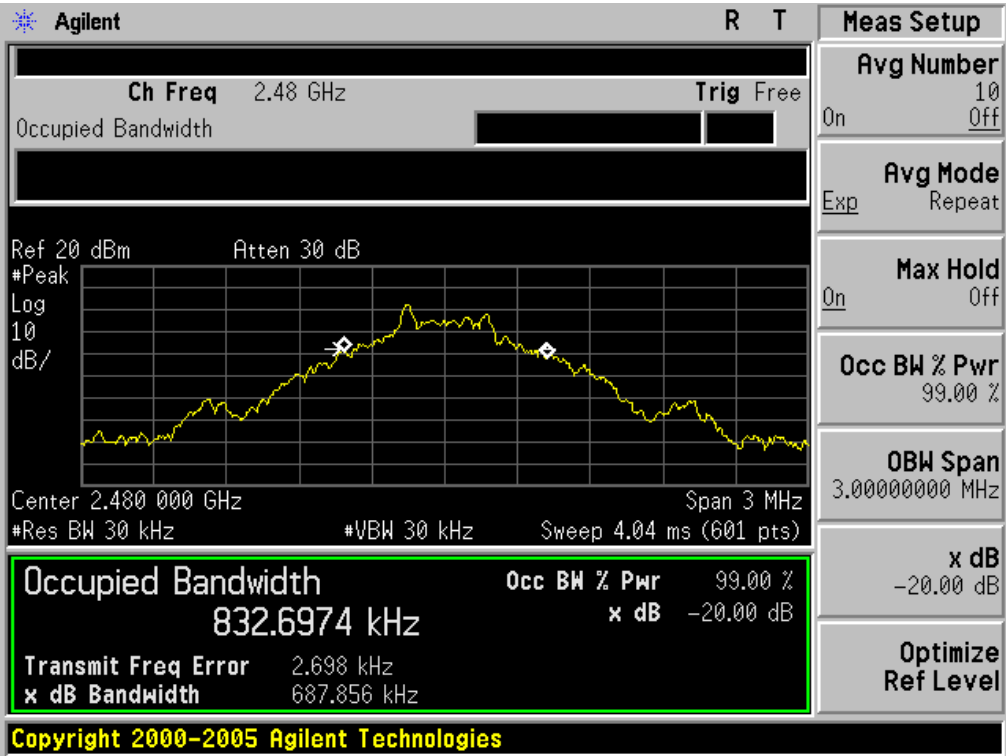 Agilent R T
Meas Setup
Ch Freq 2.48 GHz Trig Free
Occupied Bandwidth
Ref 20 dBm Atten 30 dB
#Peak
Log
10
dB/
Center 2.480 000 GHz Span 3 MHz
#Res BW 30 kHz #VBW 30 kHz Sweep 4.04 ms (601 pts)
Occupied Bandwidth
832.6974 kHz
Occ BW % Pwr 99.00 %
x dB -20.00 dB
Transmit Freq Error 2.698 kHz
x dB Bandwidth 687.856 kHz
Avg Number
10
On Off
Avg Mode
Exp Repeat
Max Hold
On Off
Occ BW % Pwr
99.00 %
OBW Span
3.00000000 MHz
x dB
-20.00 dB
Optimize
Ref Level
Copyright 2000-2005 Agilent Technologies